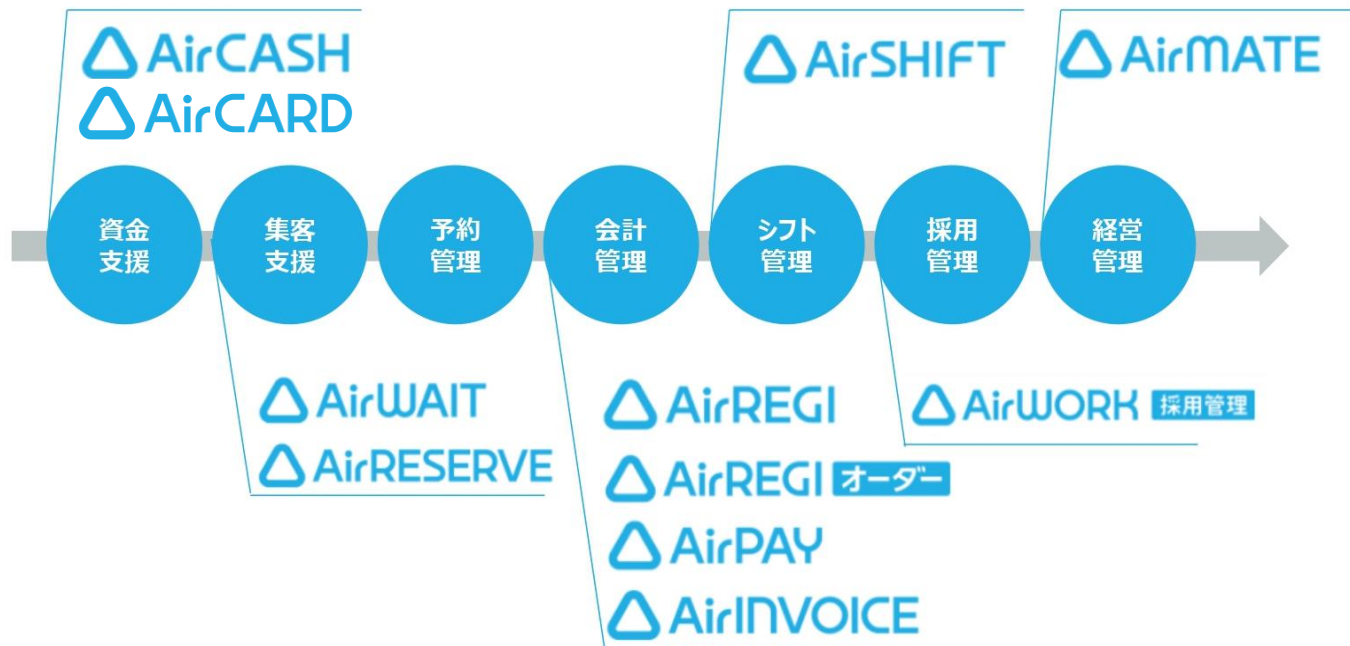 AirCASH
AirCARD
AirSHIFT
AirMATE
資金
支援
集客
支援
予約
管理
会計
管理
シフト
管理
採用
管理
経営
管理
AirWAIT
AirRESERVE
AirREGI
AirREGI オーダー
AirPAY
AirINVOICE
AirWORK 採用管理